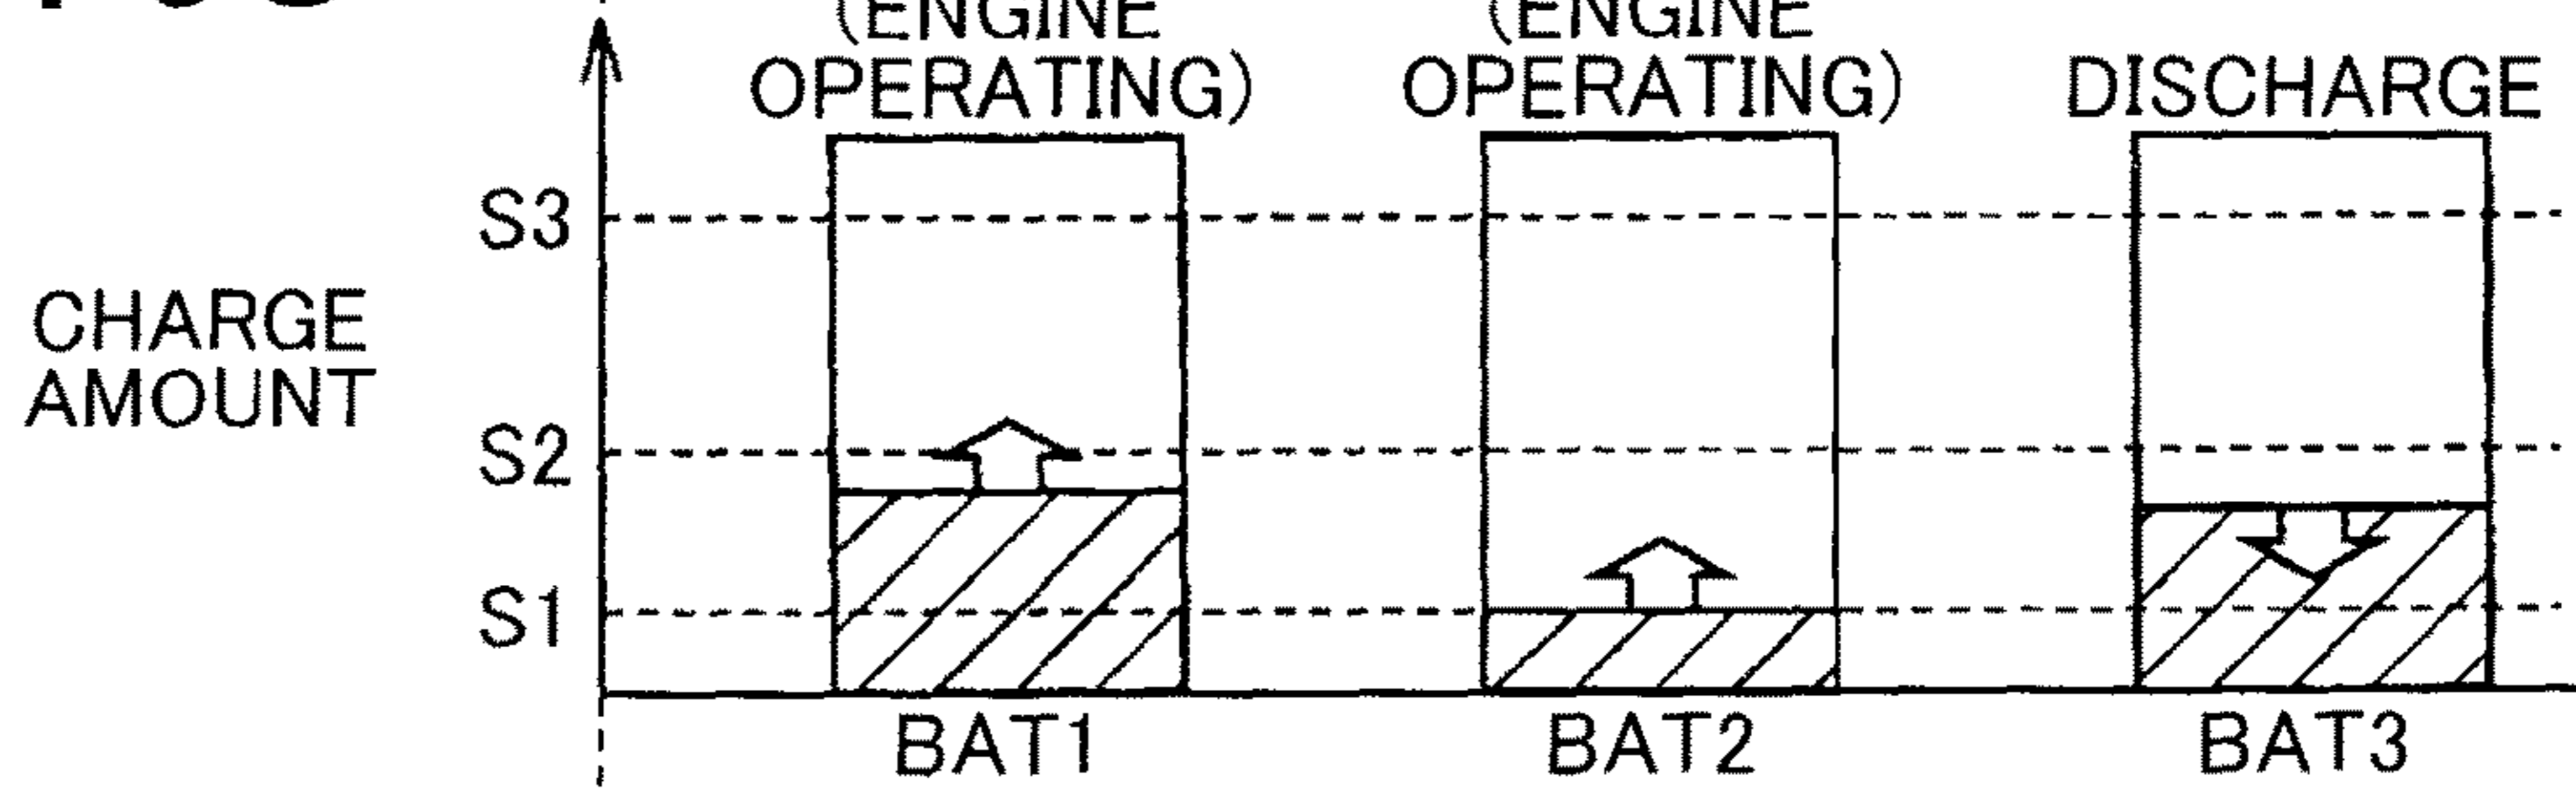 (ENGINE
OPERATING)
(ENGINE
OPERATING)
DISCHARGE
S3
CHARGE
AMOUNT
S2
S1
BAT1
BAT2
BAT3